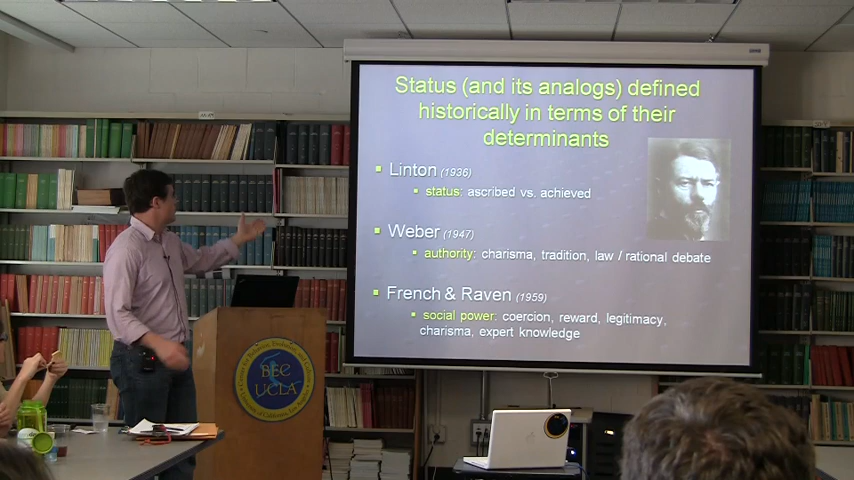 Status (and its analogs) defined
historically in terms of their
determinants
Linton (1936)
status: ascribed vs. achieved
Weber (1947)
authority: charisma, tradition, law / rational debate
French & Raven (1959)
social power: coercion, reward, legitimacy,
charisma, expert knowledge
BEC
UCLA